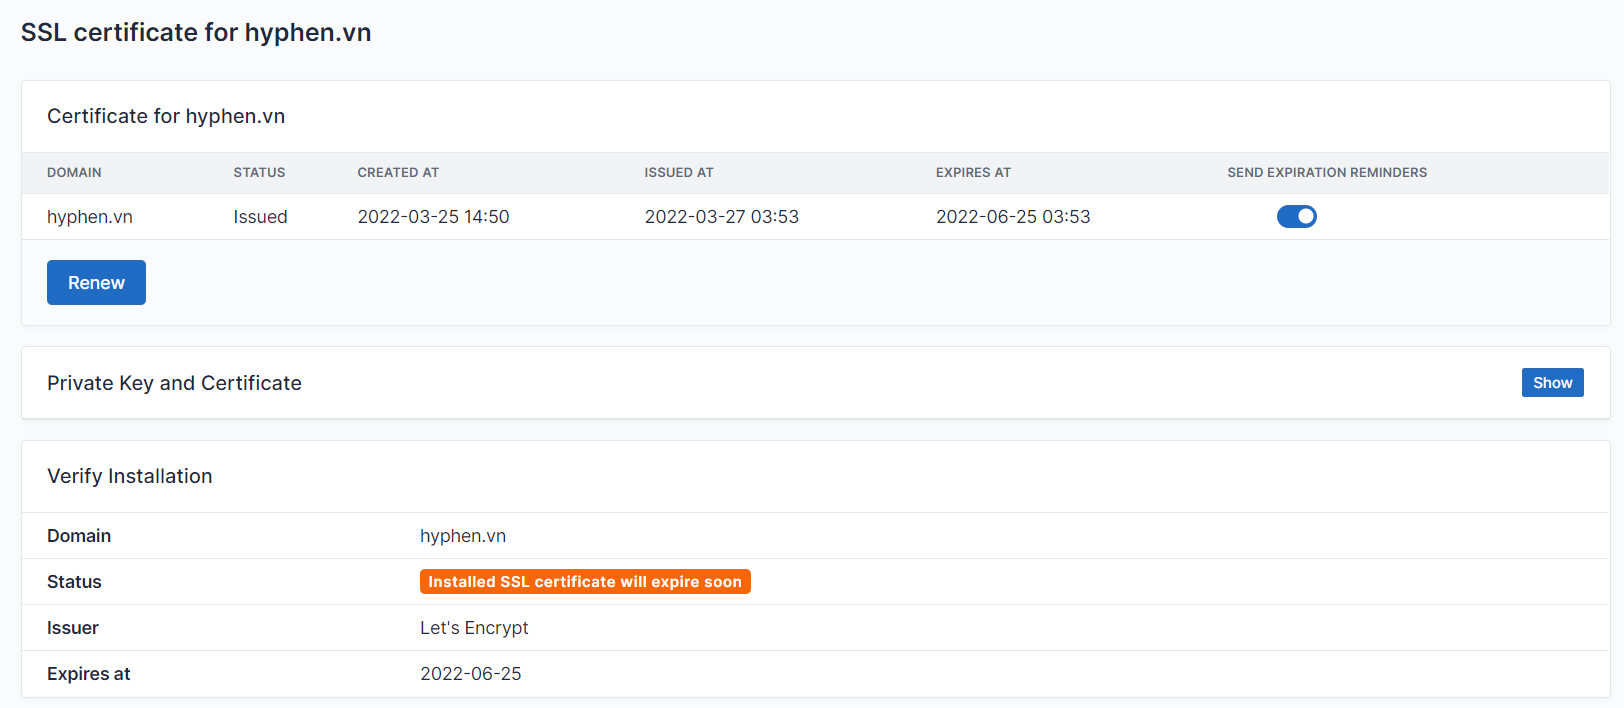 SSL certificate for hyphen.vn
Certificate for hyphen.vn
DOMAIN STATUS CREATED AT ISSUED AT EXPIRES AT SEND EXPIRATION REMINDERS
hyphen.vn Issued 2022-03-25 14:50 2022-03-27 03:53 2022-06-25 03:53
Renew
Private Key and Certificate Show
Verify Installation
Domain hyphen.vn
Status Installed SSL certificate will expire soon
Issuer Let's Encrypt
Expires at 2022-06-25